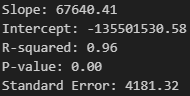 Slope: 67640.41
Intercept: -135501530.58
R-squared: 0.96
P-value: 0.00
Standard Error: 4181.32